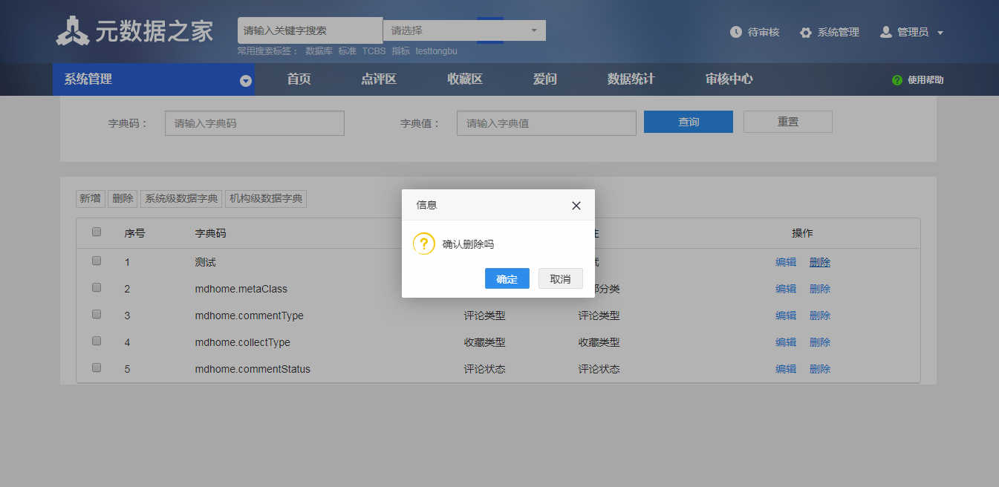 元数据之家
请输入关键字搜索 请选择
待审核 系统管理 管理员
常用搜索标签： 数据库 标准 TCBS 指标 testtongbu
系统管理 首页 点评区 收藏区 爱问 数据统计 审核中心 使用帮助
字典码： 请输入字典码 字典值： 请输入字典值 查询 重置
新增 删除 系统级数据字典 机构级数据字典
信息
确认删除吗
确定 取消
序号 字典码 操作
1 测试 编辑 删除
2 mdhome.metaClass 分类 编辑 删除
3 mdhome.commentType 评论类型 评论类型 编辑 删除
4 mdhome.collectType 收藏类型 收藏类型 编辑 删除
5 mdhome.commentStatus 评论状态 评论状态 编辑 删除